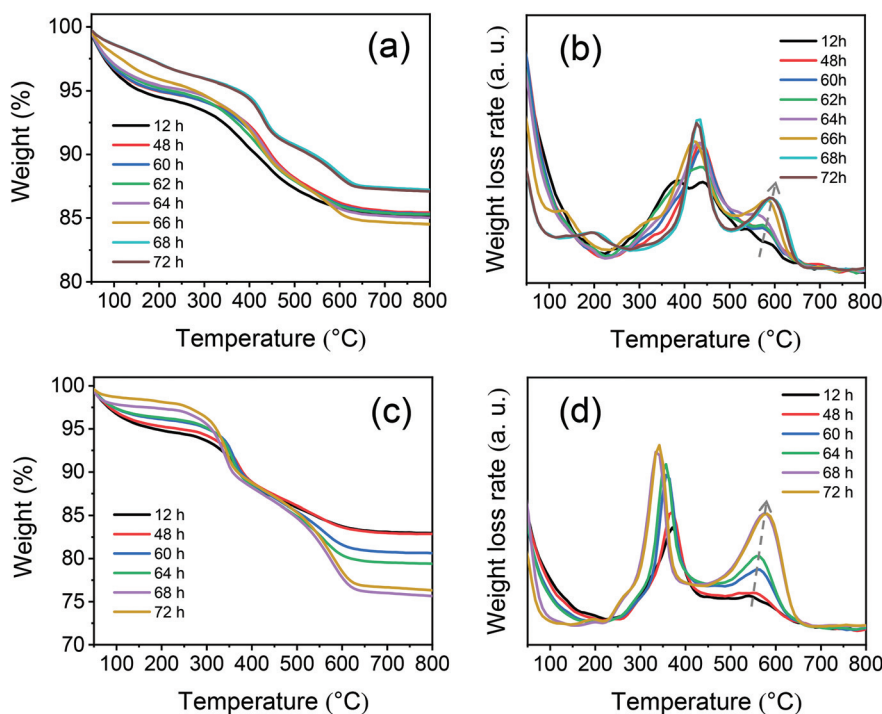 (a)
Weight (%)
100
95
90
85
80
12 h
48 h
60 h
62 h
64 h
66 h
68 h
72 h
100 200 300 400 500 600 700 800
Temperature (°C)
(b)
Weight loss rate (a. u.)
12h
48h
60h
62h
64h
66h
68h
72h
100 200 300 400 500 600 700 800
Temperature (°C)
(c)
Weight (%)
100
95
90
85
80
75
70
12 h
48 h
60 h
64 h
68 h
72 h
100 200 300 400 500 600 700 800
Temperature (°C)
(d)
Weight loss rate (a. u.)
12 h
48 h
60 h
64 h
68 h
72 h
100 200 300 400 500 600 700 800
Temperature (°C)